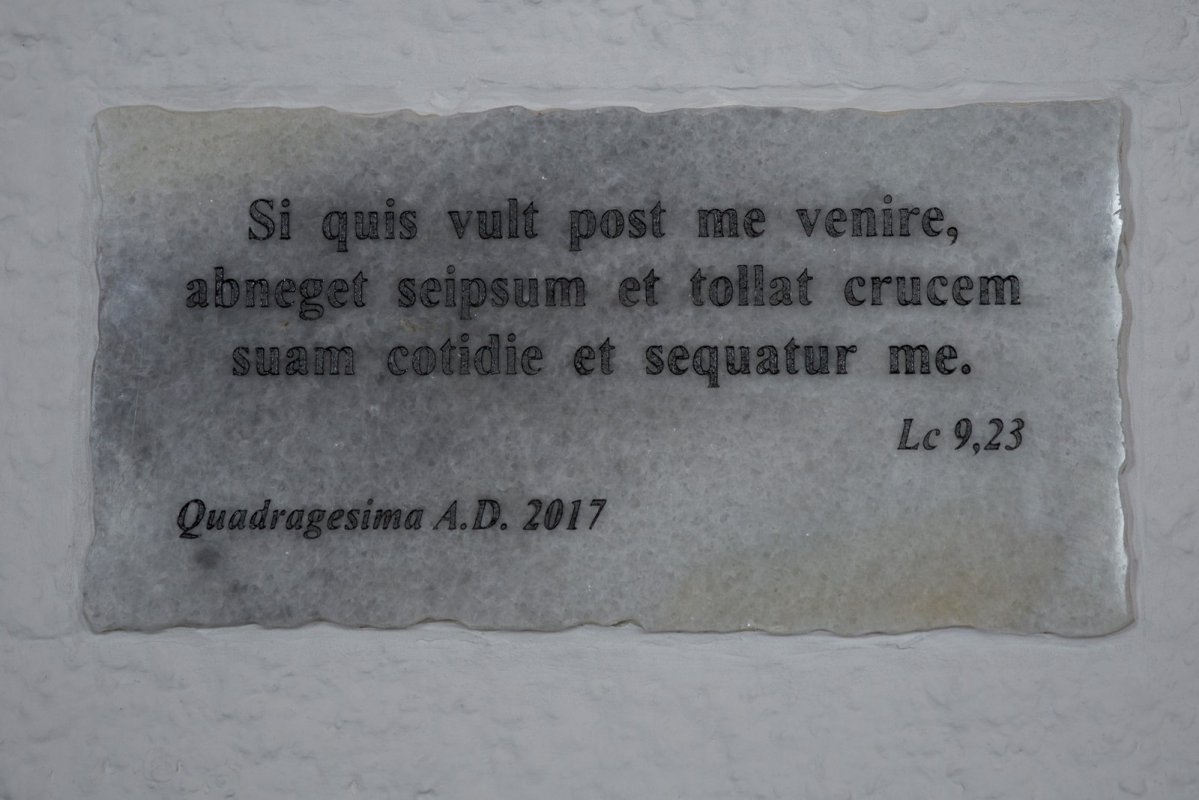 Si quis vult post me venire,
abneget seipsum et tollat crucem
suam cotidie et sequatur me.
Lc 9,23
Quadragesima A.D. 2017